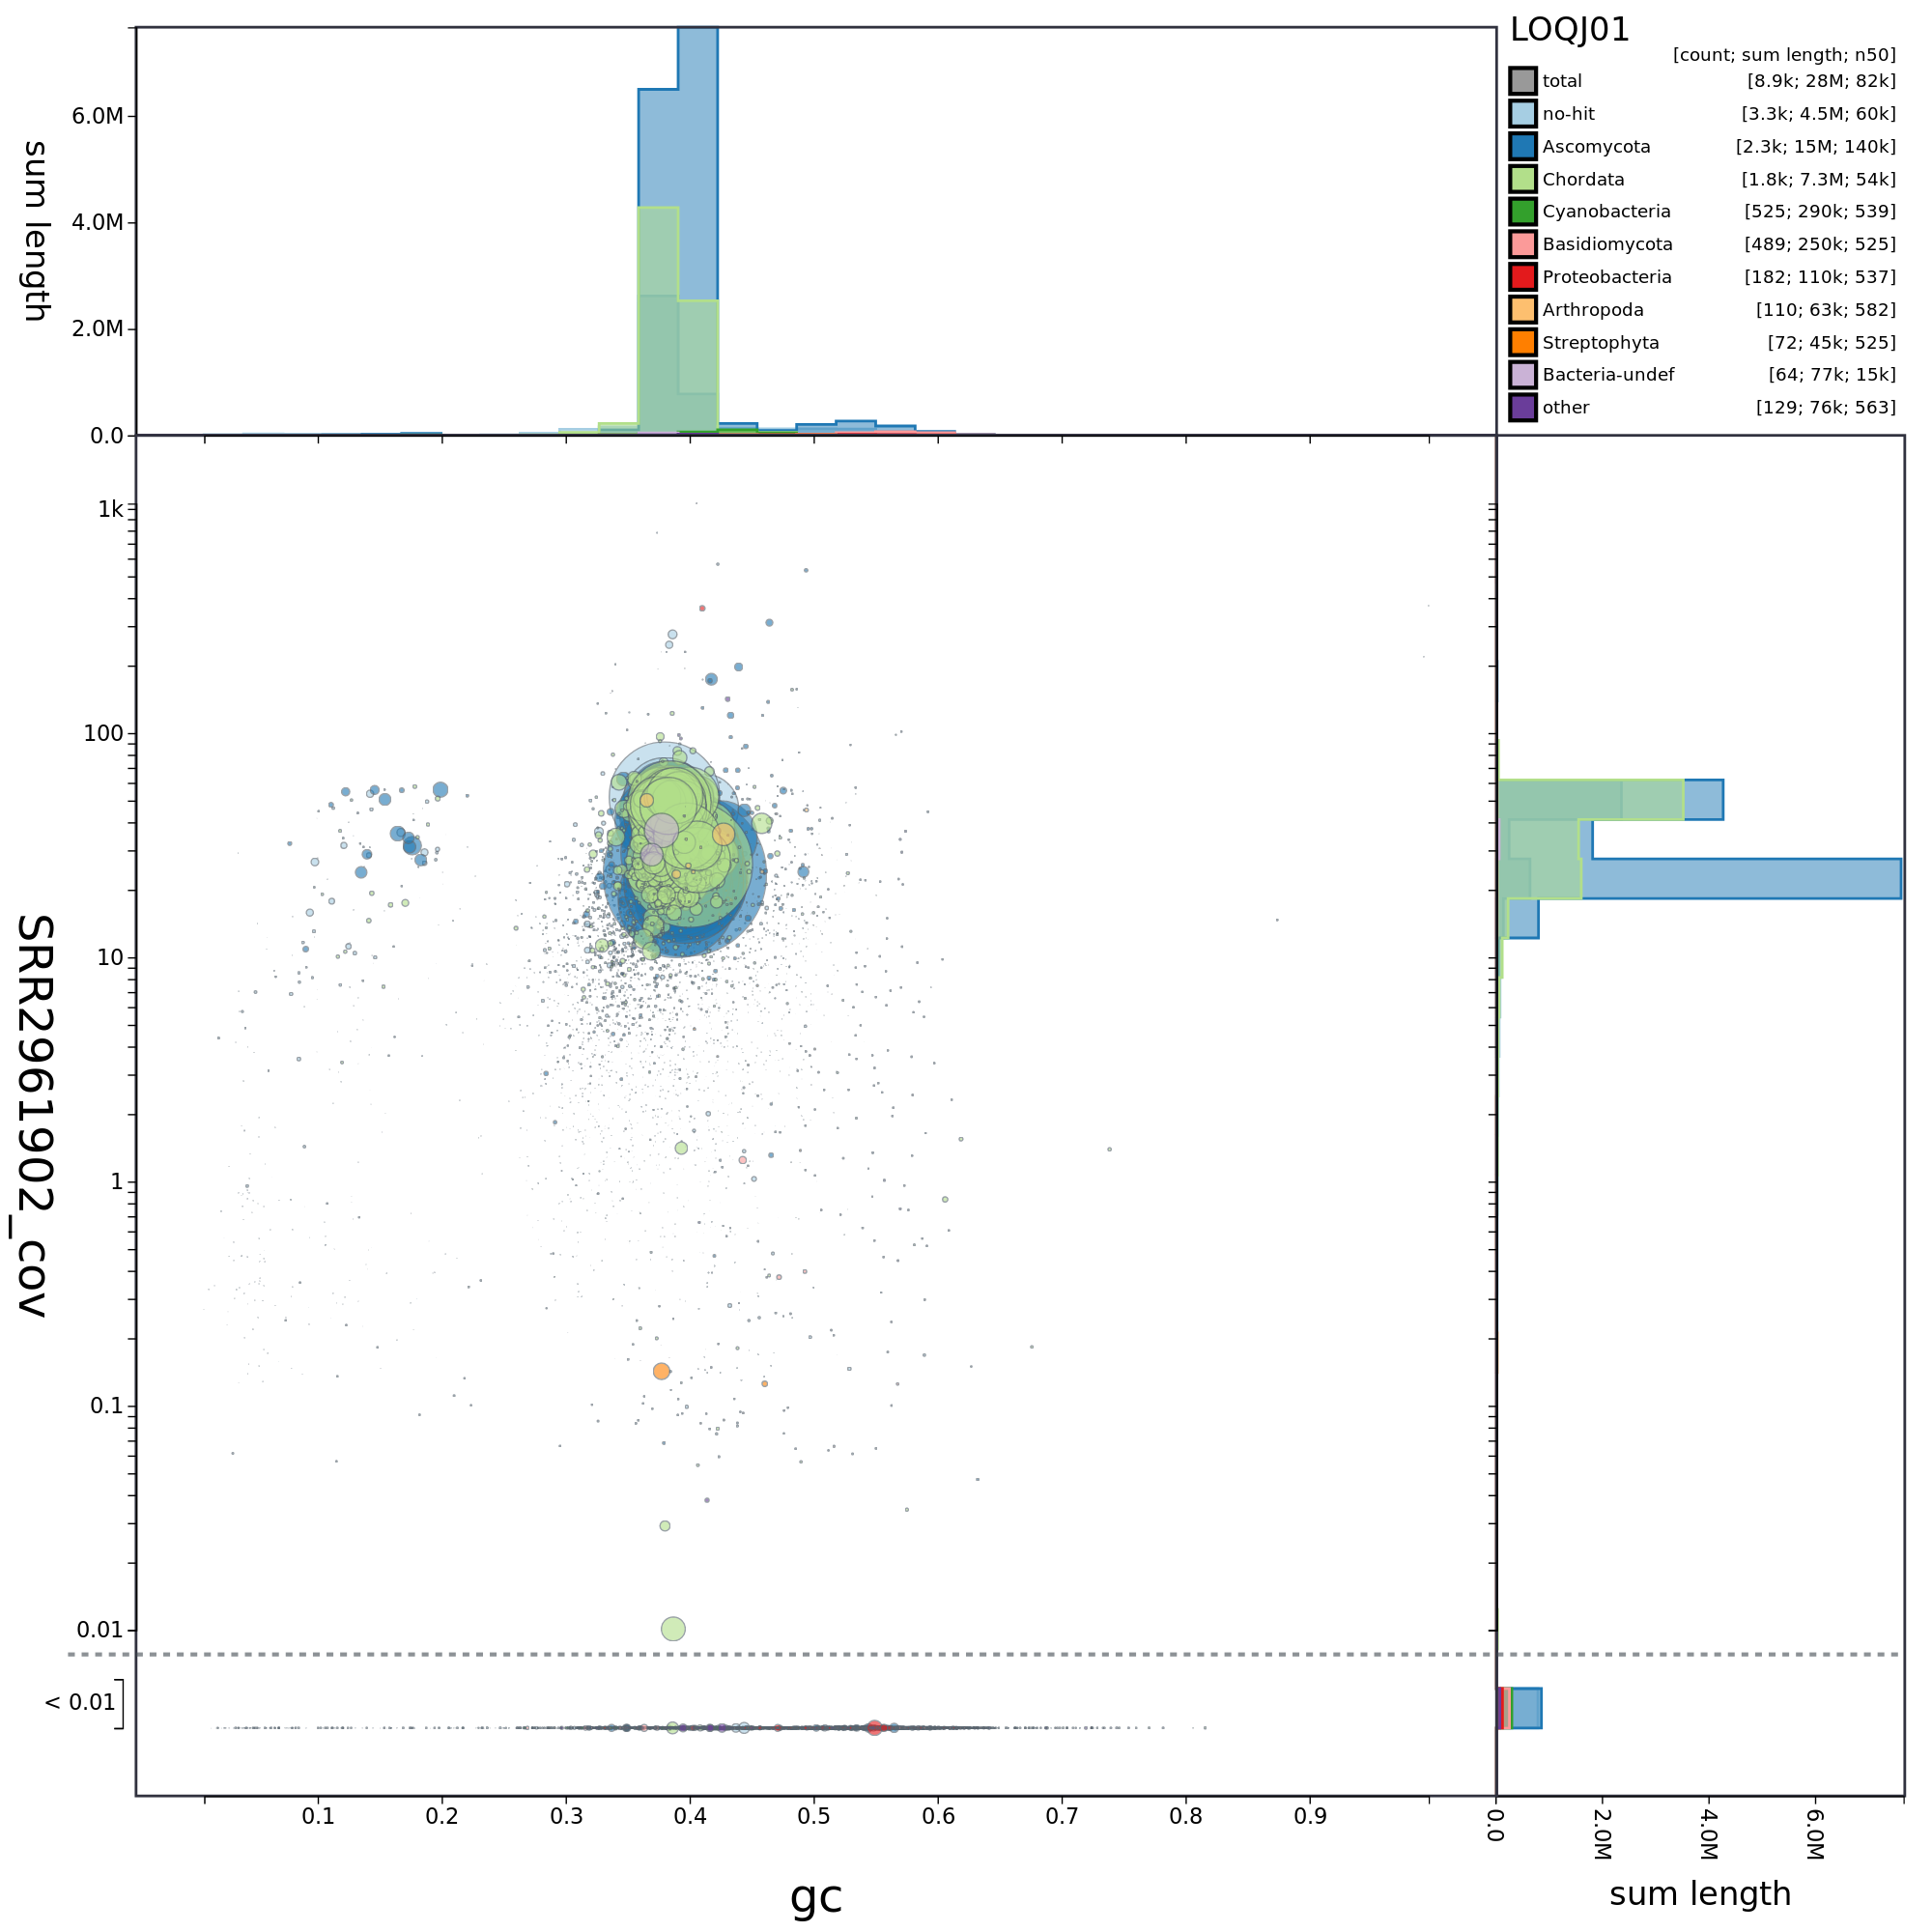 LOQJ01
[count; sum length; n50]
total [8.9k; 28M; 82k]
no-hit [3.3k; 4.5M; 60k]
Ascomycota [2.3k; 15M; 140k]
Chordata [1.8k; 7.3M; 54k]
Cyanobacteria [525; 290k; 539]
Basidiomycota [489; 250k; 525]
Proteobacteria [182; 110k; 537]
Arthropoda [110; 63k; 582]
Streptophyta [72; 45k; 525]
Bacteria-undef [64; 77k; 15k]
other [129; 76k; 563]
sum length
6.0M
4.0M
2.0M
0.0
SRR2961902_cov
1k
100
10
1
0.1
0.01
< 0.01
0.1 0.2 0.3 0.4 0.5 0.6 0.7 0.8 0.9
gc
0.0 2.0M 4.0M 6.0M
sum length